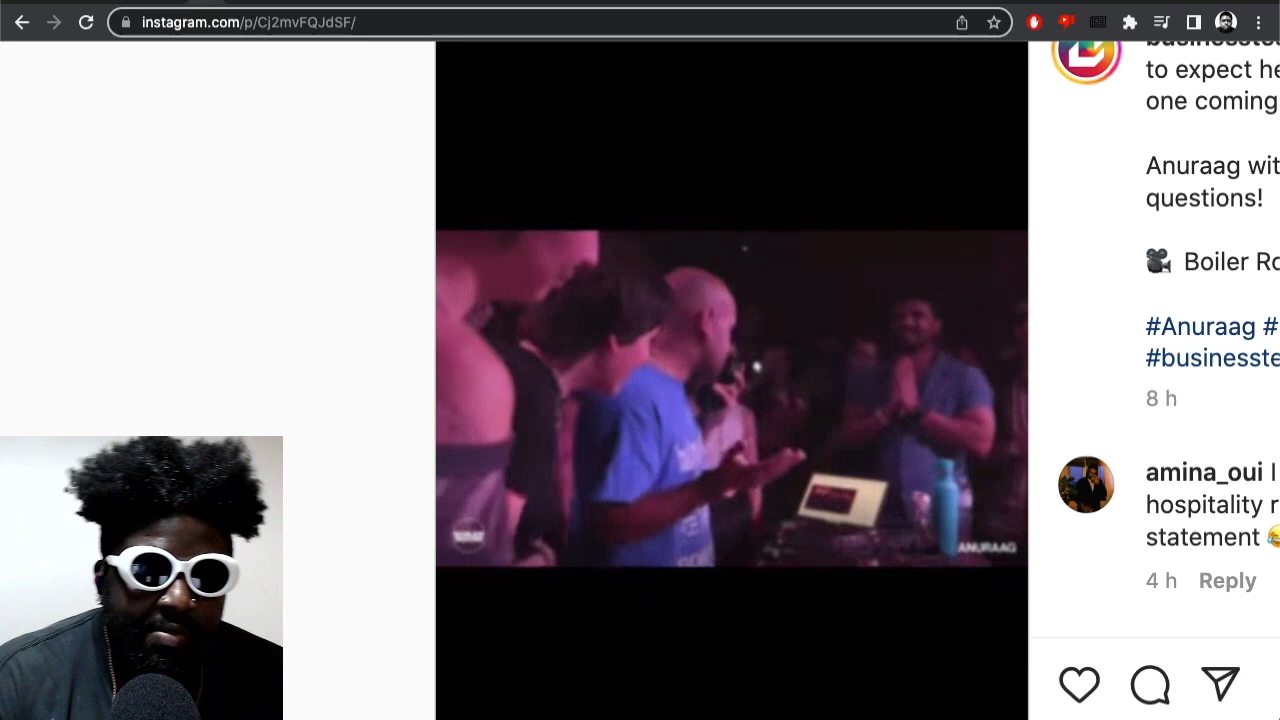 instagram.com/p/Cj2mvFQJdSF/
to expect he
one coming
Anuraag wit
questions!
Boiler Ro
#Anuraag #
#businesste
8 h
amina_oui I
hospitality r
statement
4 h Reply
ANURAAG